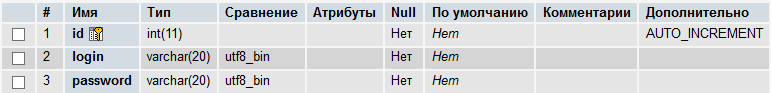 # Имя Тип Сравнение Атрибуты Null По умолчанию Комментарии Дополнительно
1 id int(11) Нет Нет AUTO_INCREMENT
2 login varchar(20) utf8_bin Нет Нет
3 password varchar(20) utf8_bin Нет Нет